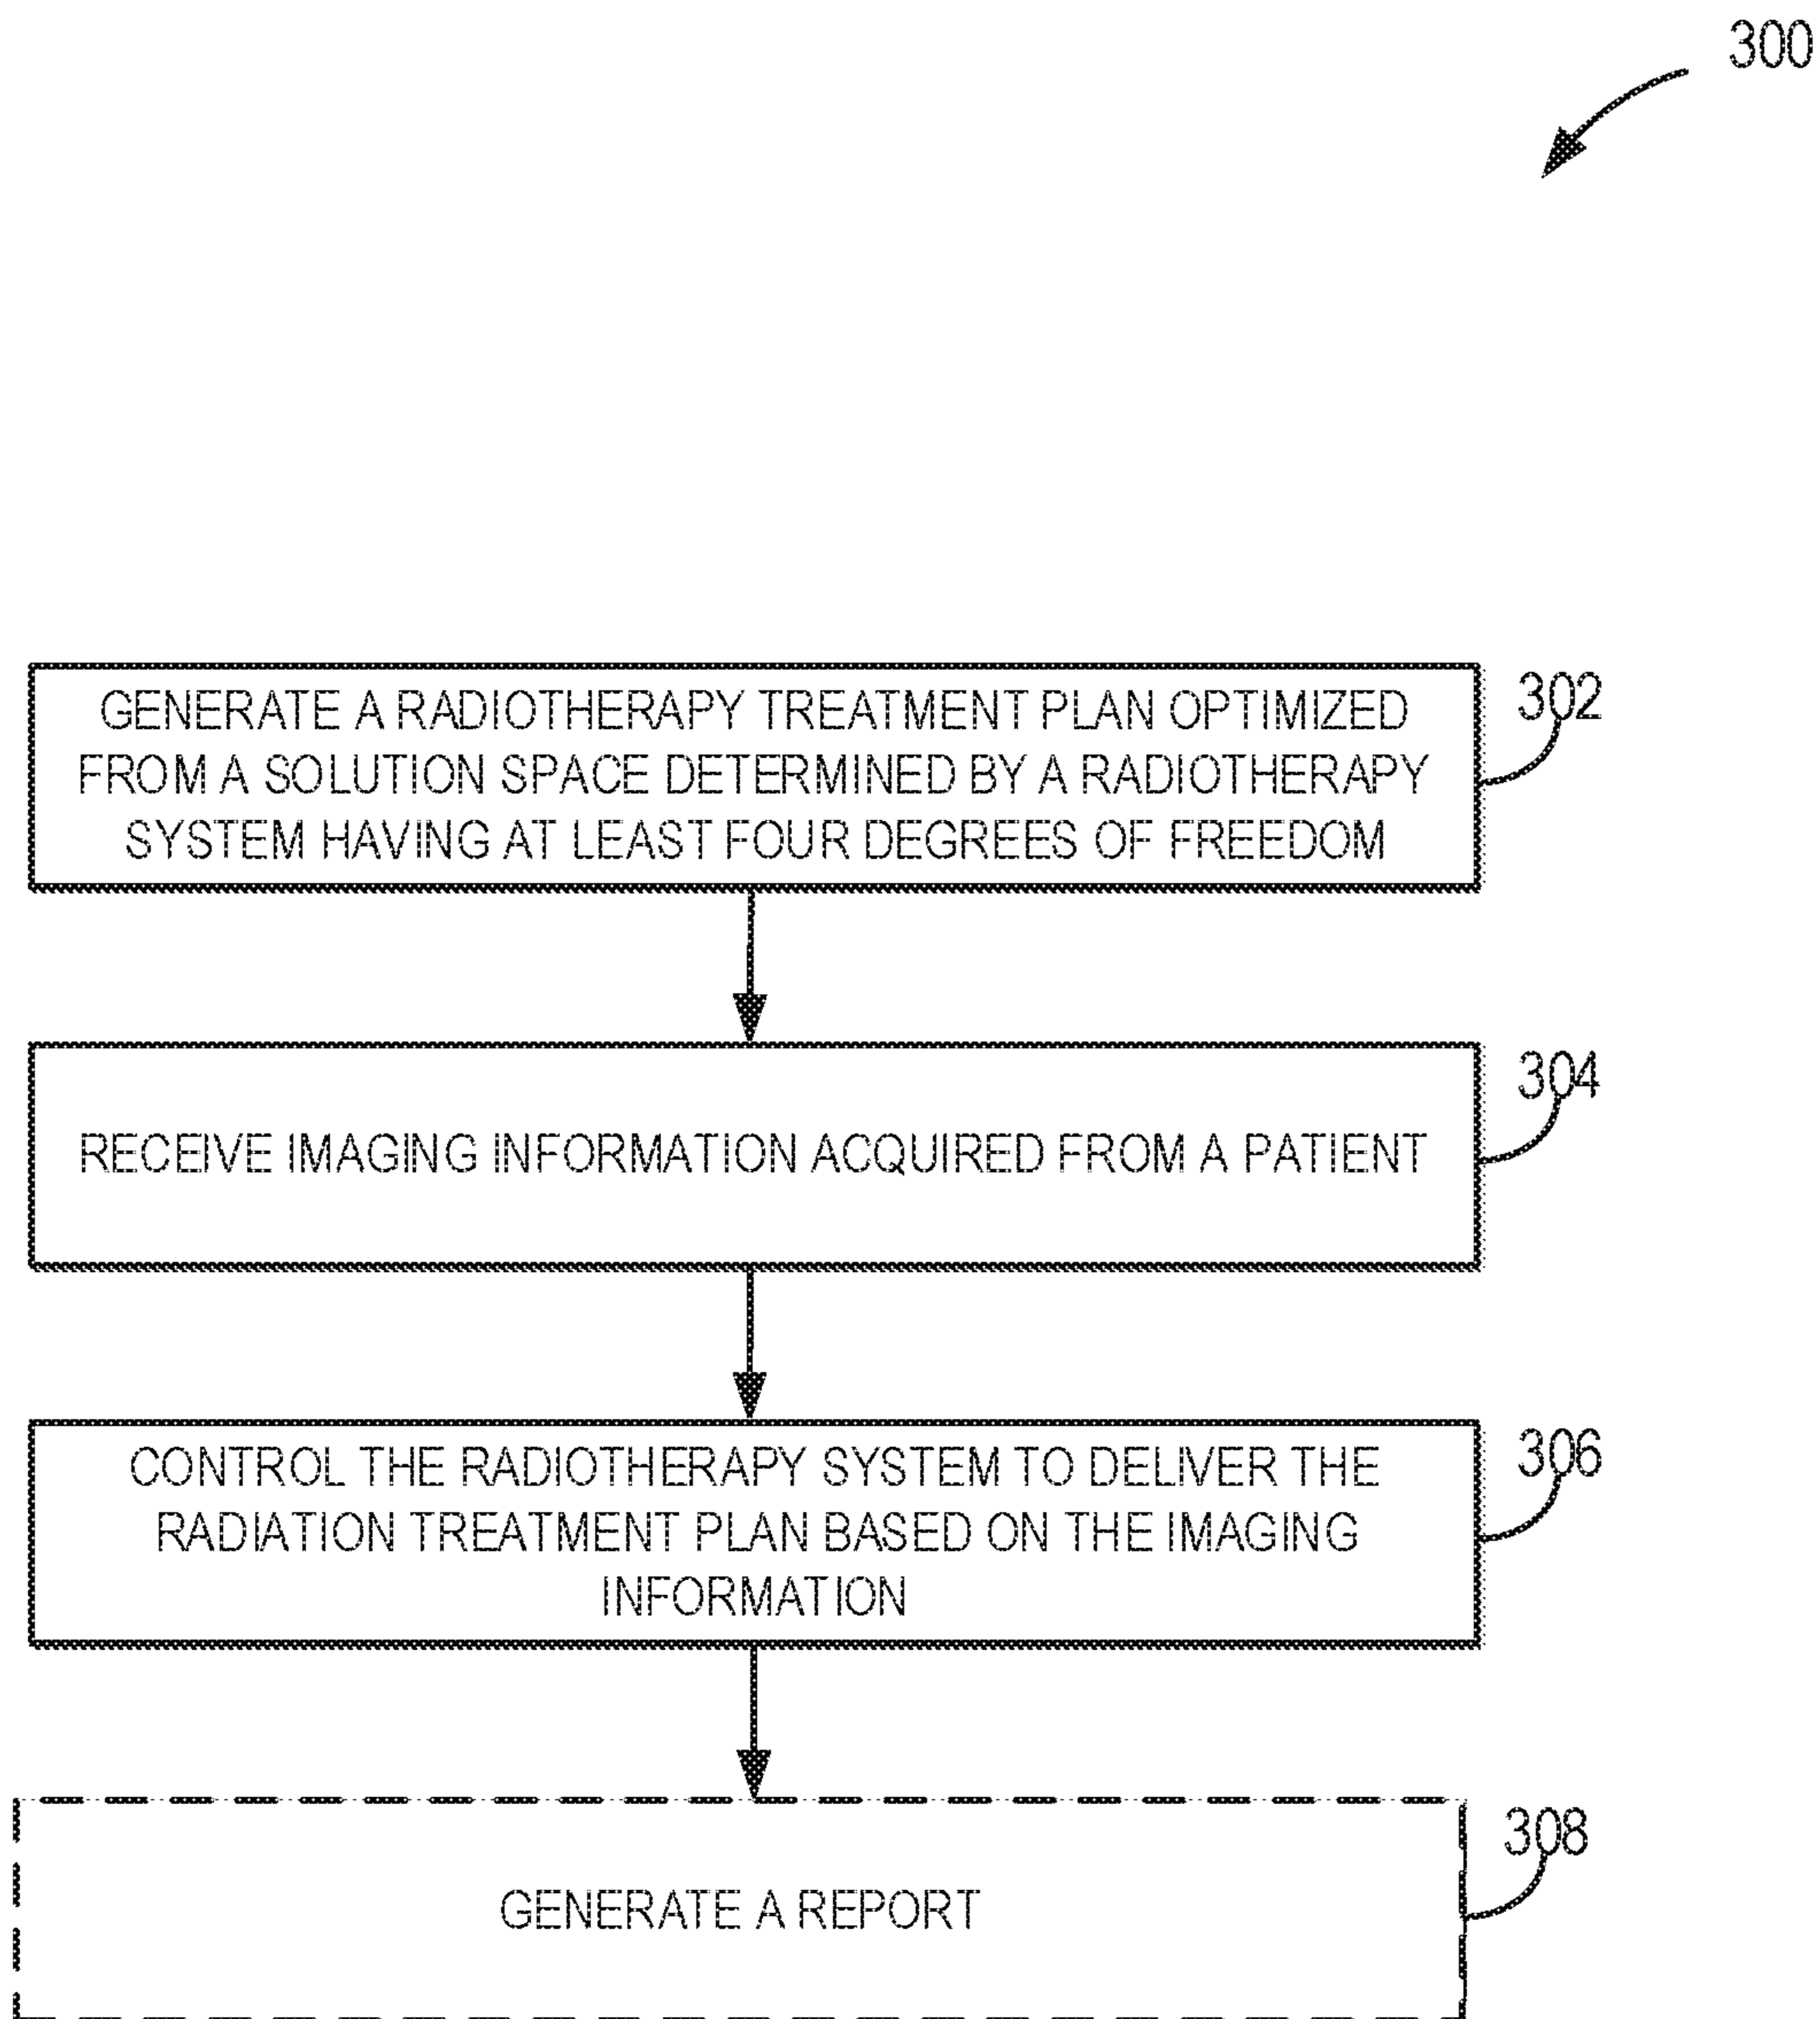 300
GENERATE A RADIOTHERAPY TREATMENT PLAN OPTIMIZED
FROM A SOLUTION SPACE DETERMINED BY A RADIOTHERAPY
SYSTEM HAVING AT LEAST FOUR DEGREES OF FREEDOM
302
RECEIVE IMAGING INFORMATION ACQUIRED FROM A PATIENT
304
CONTROL THE RADIOTHERAPY SYSTEM TO DELIVER THE
RADIATION TREATMENT PLAN BASED ON THE IMAGING
INFORMATION
306
GENERATE A REPORT
308